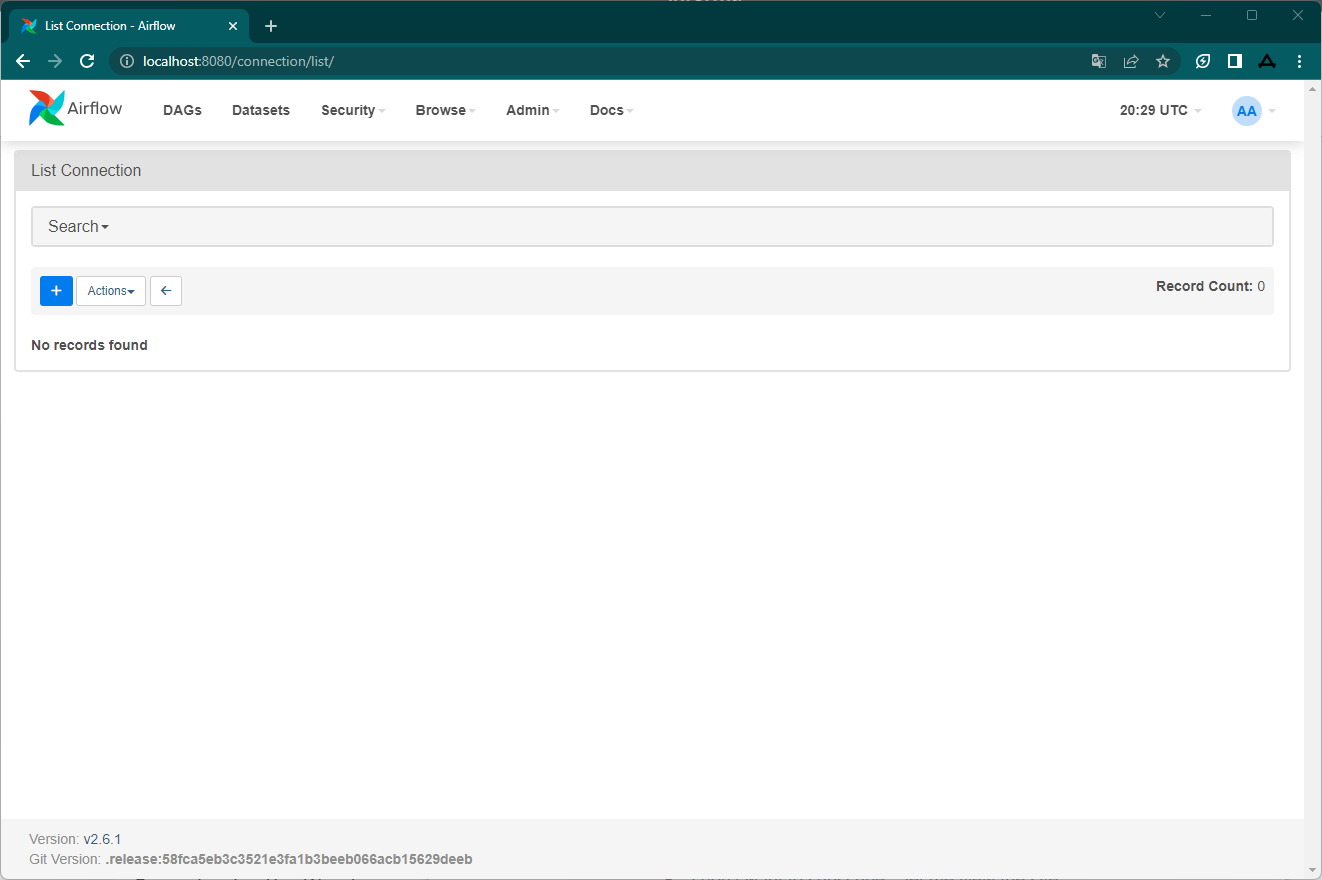 List Connection - Airflow
localhost:8080/connection/list/
Airflow DAGs Datasets Security Browse Admin Docs 20:29 UTC AA
List Connection
Search
+ Actions Record Count: 0
No records found
Version: v2.6.1
Git Version: .release:58fca5eb3c3521e3fa1b3beeb066acb15629deeb